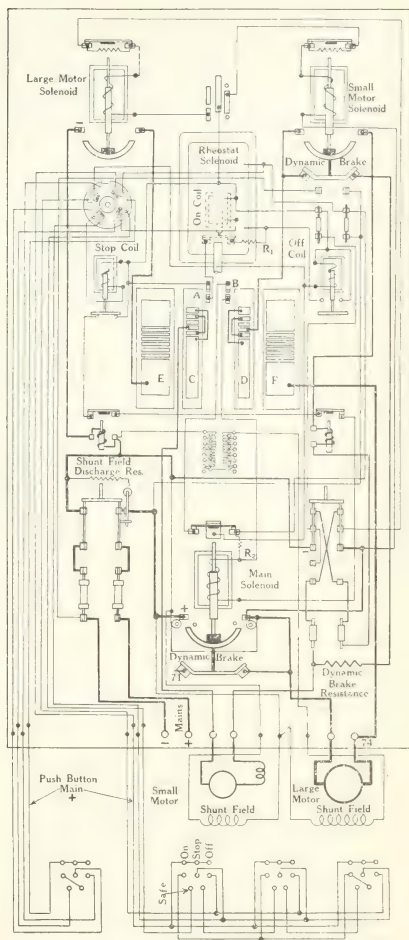 Large Motor
Solenoid
Small
Motor
Solenoid
Rheostat
Solenoid
Dynamic Brake
On Coil
R1
Stop Coil
Off
Coil
A
B
E
C
D
F
Shunt Field
Discharge Res.
R2
Main
Solenoid
+
Dynamic Brake
Dynamic
Brake
Resistance
Mains
- +
Push Button
Main
+
Small
Motor
Shunt Field
Large
Motor
Shunt Field
On
Stop
Off
Safe